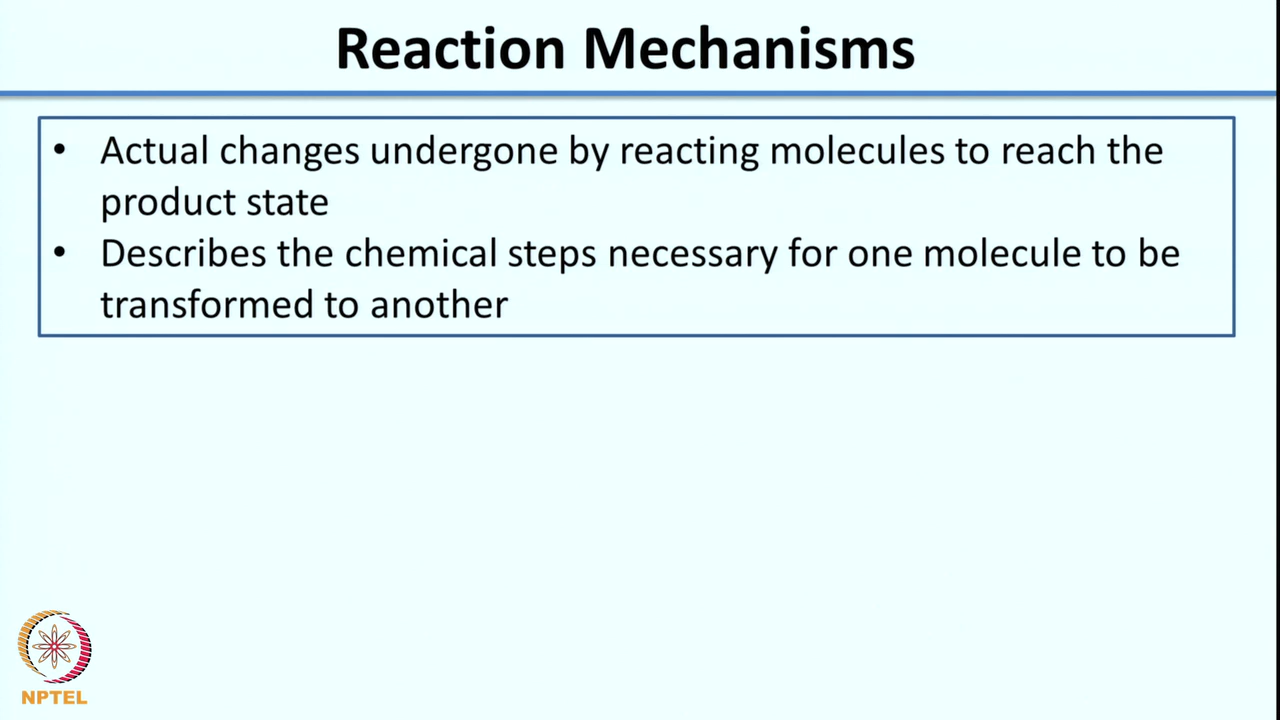 Reaction Mechanisms
• Actual changes undergone by reacting molecules to reach the
product state
• Describes the chemical steps necessary for one molecule to be
transformed to another
NPTEL